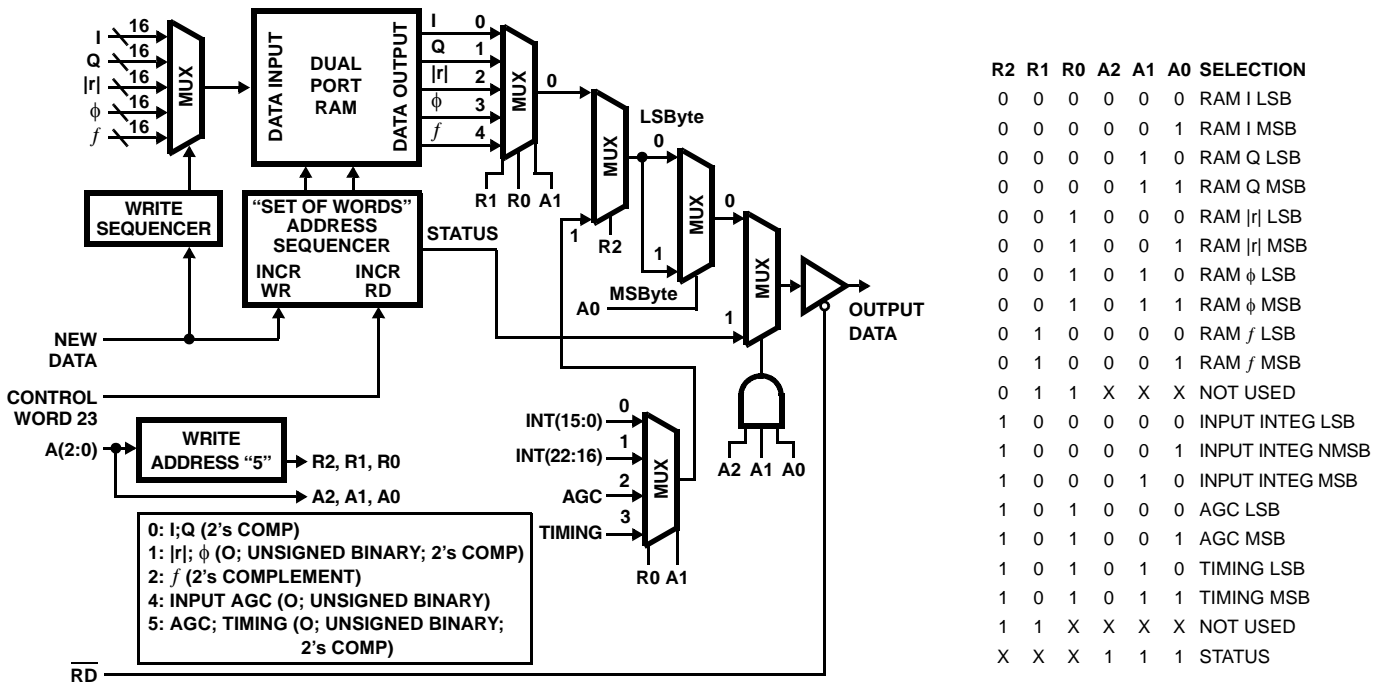 I 16
Q 16
|r| 16
ϕ 16
f 16
MUX
DATA INPUT
DUAL
PORT
RAM
DATA OUTPUT
I 0
Q 1
|r| 2
ϕ 3
f 4
MUX
0
R1 R0 A1
WRITE
SEQUENCER
“SET OF WORDS”
ADDRESS
SEQUENCER
INCR INCR
WR RD
STATUS
1
MUX
R2
LSByte
0
1
MSByte
MUX
A0
0
1
MUX
OUTPUT
DATA
NEW
DATA
CONTROL
WORD 23
A(2:0)
WRITE
ADDRESS “5”
R2, R1, R0
A2, A1, A0
INT(15:0) 0
INT(22:16) 1
AGC 2
TIMING 3
MUX
R0 A1
A2 A1 A0
0: I;Q (2's COMP)
1: |r|; ϕ (O; UNSIGNED BINARY; 2's COMP)
2: f (2's COMPLEMENT)
4: INPUT AGC (O; UNSIGNED BINARY)
5: AGC; TIMING (O; UNSIGNED BINARY;
2's COMP)
RD
R2 R1 R0 A2 A1 A0 SELECTION
0 0 0 0 0 0 RAM I LSB
0 0 0 0 0 1 RAM I MSB
0 0 0 0 1 0 RAM Q LSB
0 0 0 0 1 1 RAM Q MSB
0 0 1 0 0 0 RAM |r| LSB
0 0 1 0 0 1 RAM |r| MSB
0 0 1 0 1 0 RAM ϕ LSB
0 0 1 0 1 1 RAM ϕ MSB
0 1 0 0 0 0 RAM f LSB
0 1 0 0 0 1 RAM f MSB
0 1 1 X X X NOT USED
1 0 0 0 0 0 INPUT INTEG LSB
1 0 0 0 0 1 INPUT INTEG NMSB
1 0 0 0 1 0 INPUT INTEG MSB
1 0 1 0 0 0 AGC LSB
1 0 1 0 0 1 AGC MSB
1 0 1 0 1 0 TIMING LSB
1 0 1 0 1 1 TIMING MSB
1 1 X X X X NOT USED
X X X 1 1 1 STATUS